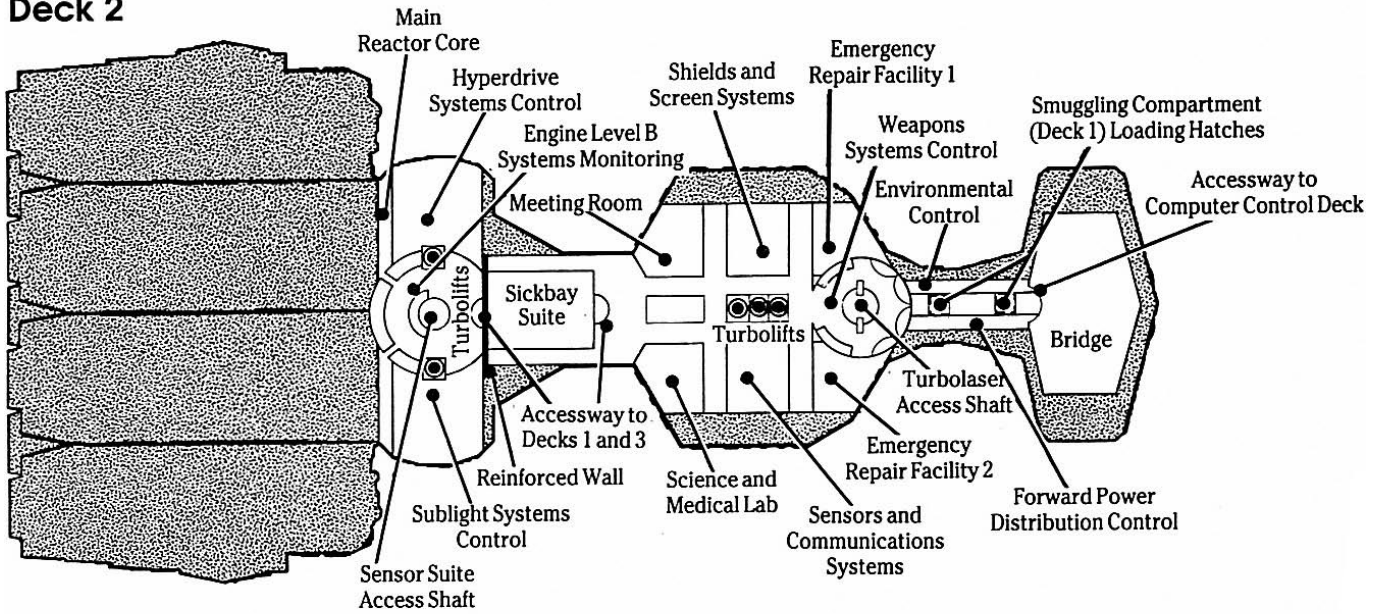 Deck 2
Main
Reactor Core
Hyperdrive
Systems Control
Engine Level B
Systems Monitoring
Meeting Room
Shields and
Screen Systems
Emergency
Repair Facility 1
Weapons
Systems Control
Environmental
Control
Smuggling Compartment
(Deck 1) Loading Hatches
Accessway to
Computer Control Deck
Turbolifts
Sickbay
Suite
Turbolifts
Bridge
Turbolaser
Access Shaft
Accessway to
Decks 1 and 3
Reinforced Wall
Sublight Systems
Control
Sensor Suite
Access Shaft
Science and
Medical Lab
Sensors and
Communications
Systems
Emergency
Repair Facility 2
Forward Power
Distribution Control